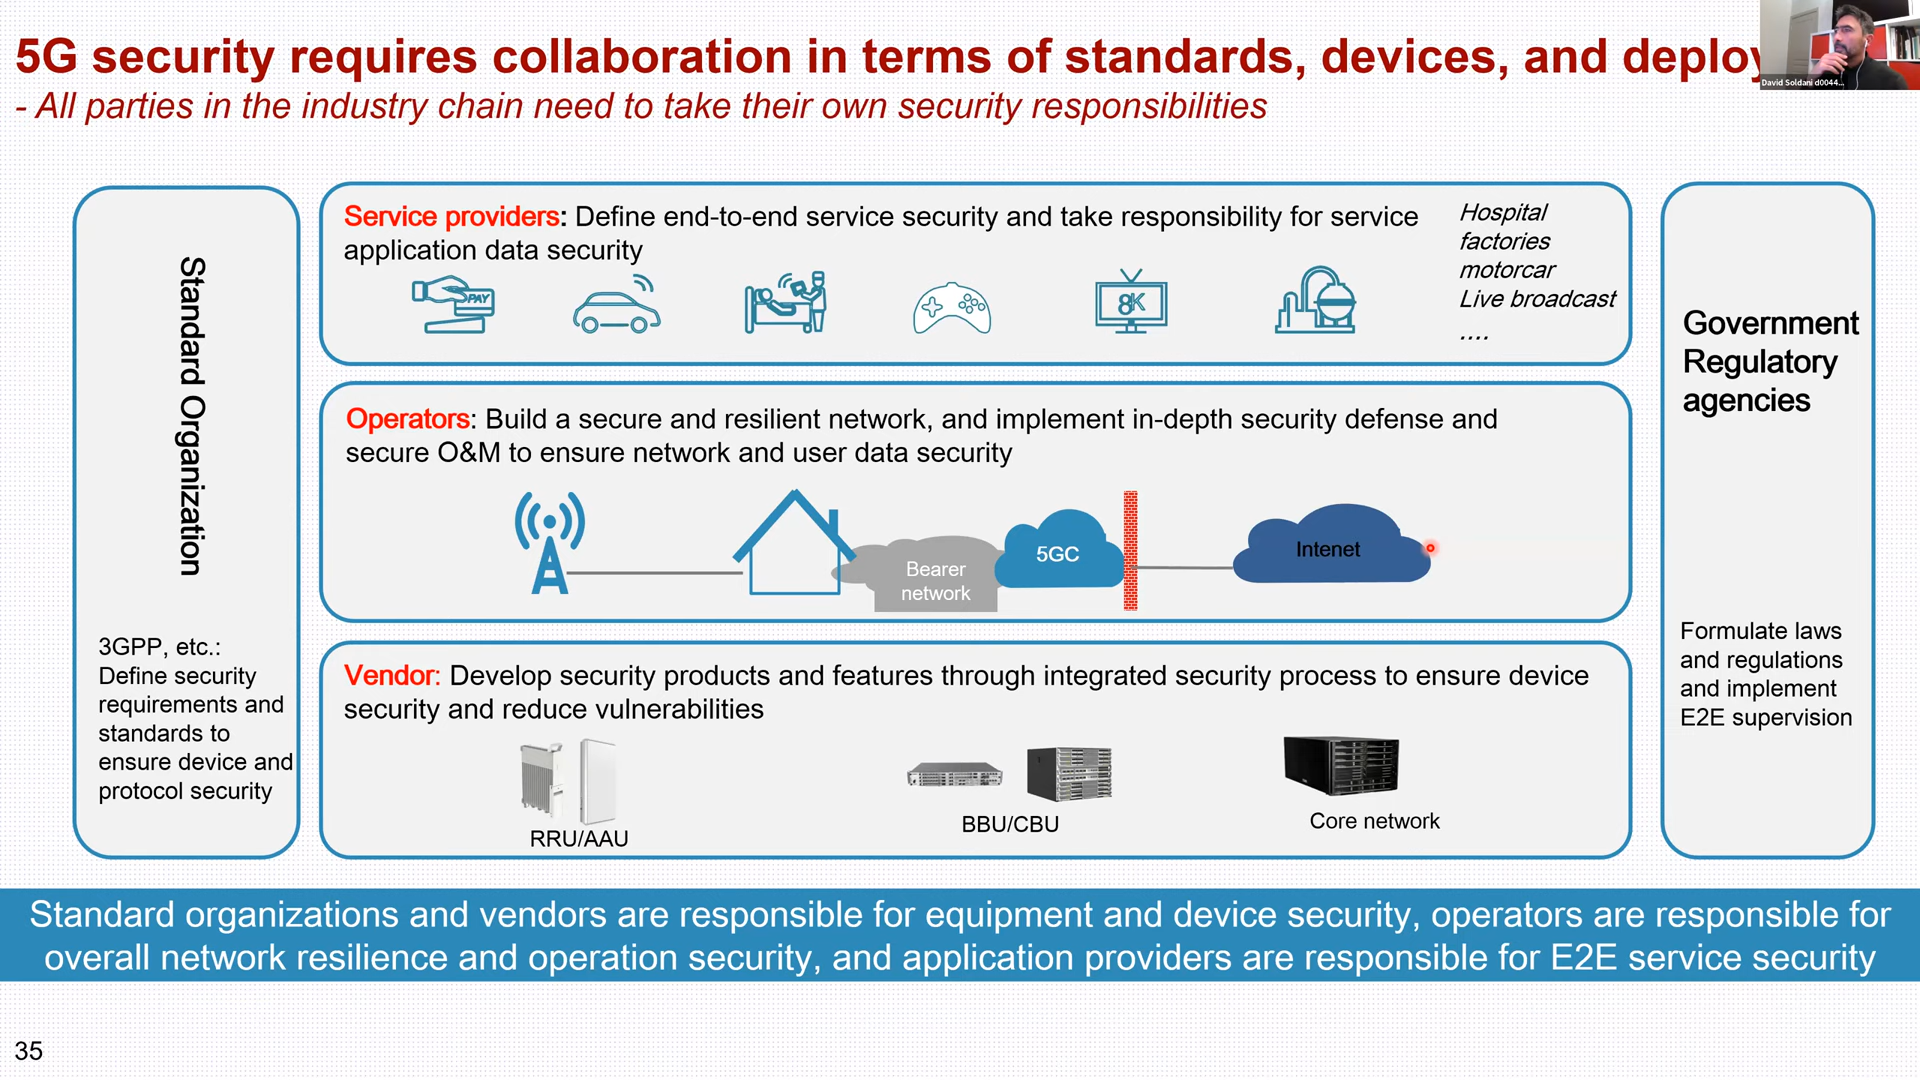 5G security requires collaboration in terms of standards, devices, and deploy
- All parties in the industry chain need to take their own security responsibilities
David Soldani d0044...
Standard Organization
3GPP, etc.:
Define security
requirements and
standards to
ensure device and
protocol security
Service providers: Define end-to-end service security and take responsibility for service
application data security
PAY
8K
Hospital
factories
motorcar
Live broadcast
....
Operators: Build a secure and resilient network, and implement in-depth security defense and
secure O&M to ensure network and user data security
Bearer
network
5GC
Intenet
Vendor: Develop security products and features through integrated security process to ensure device
security and reduce vulnerabilities
RRU/AAU
BBU/CBU
Core network
Government
Regulatory
agencies
Formulate laws
and regulations
and implement
E2E supervision
Standard organizations and vendors are responsible for equipment and device security, operators are responsible for
overall network resilience and operation security, and application providers are responsible for E2E service security
35